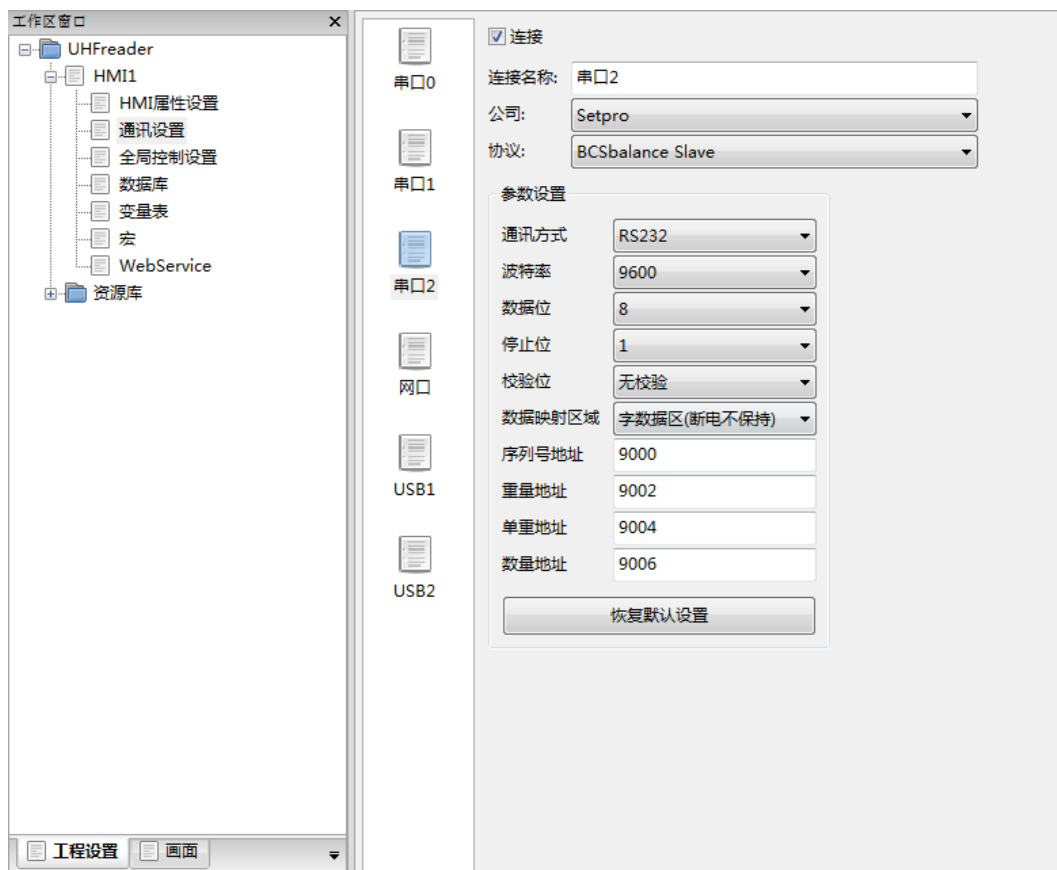 工作区窗口
UHFreader
HMI1
HMI属性设置
通讯设置
全局控制设置
数据库
变量表
宏
WebService
资源库
工程设置
画面
串口0
串口1
串口2
网口
USB1
USB2
连接
连接名称: 串口2
公司: Setpro
协议: BCSbalance Slave
参数设置
通讯方式 RS232
波特率 9600
数据位 8
停止位 1
校验位 无校验
数据映射区域 字数据区(断电不保持)
序列号地址 9000
重量地址 9002
单重地址 9004
数量地址 9006
恢复默认设置